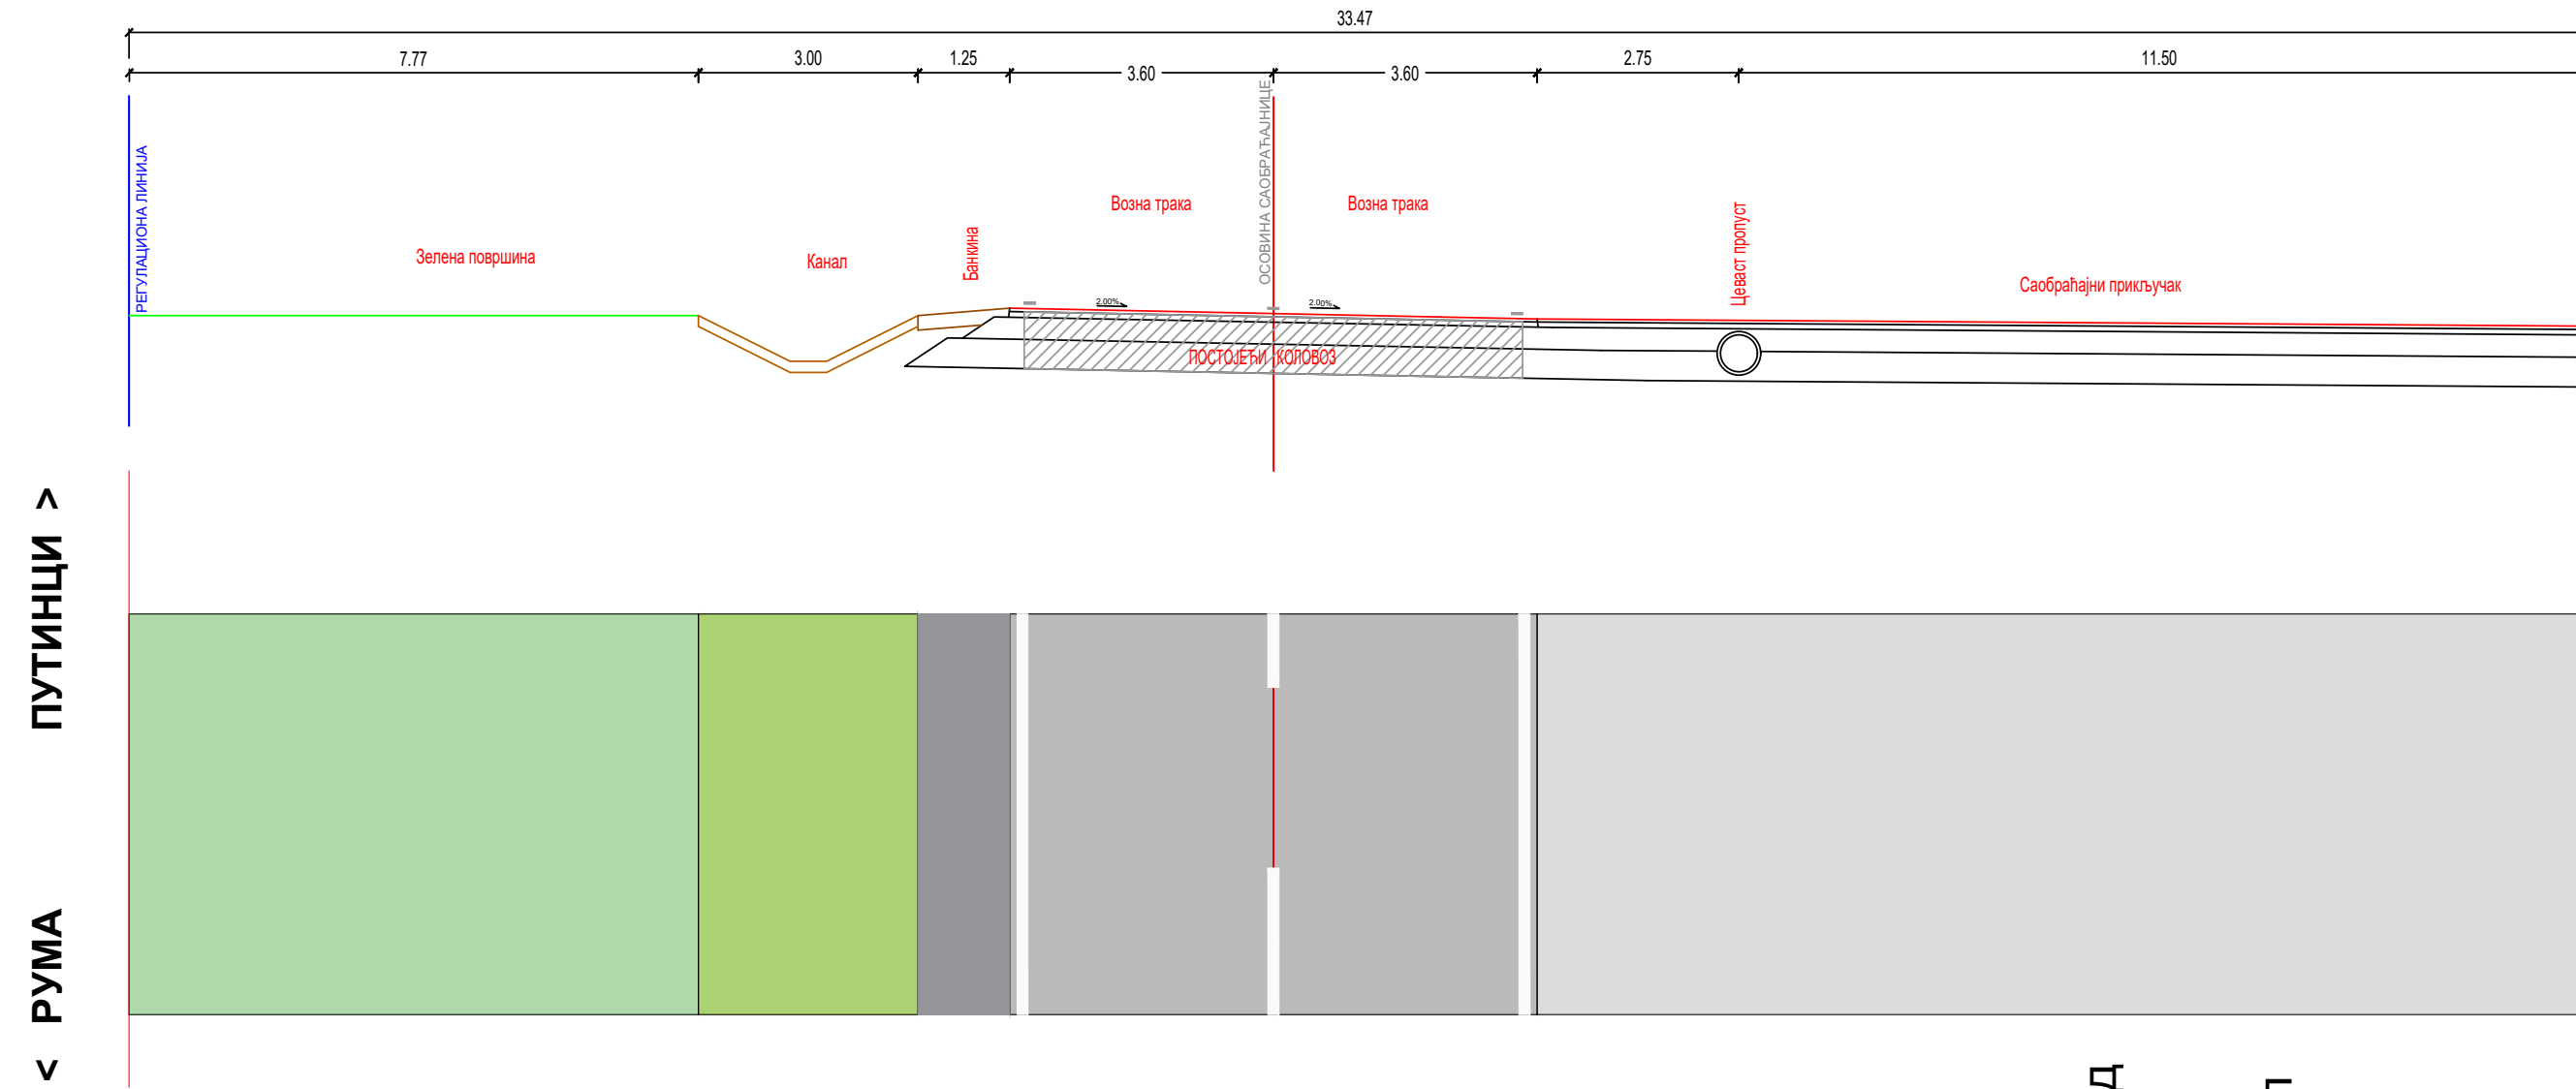 33.47
7.77
3.00
1.25
3.60
3.60
2.75
11.50
РЕГУЛАЦИОНА ЛИНИЈА
ОСОВИНА САОБРАЋАЈНИЦЕ
Возна трака
Возна трака
Зелена површина
Канал
Банкина
Цеваст пропуст
Саобраћајни прикључак
2.00%
2.00%
ПОСТОЈЕЋИ КОЛОВОЗ
< РУМА ПУТИНЦИ >
Д